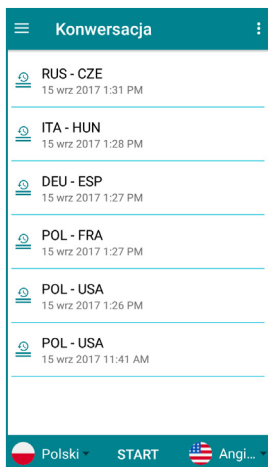 Konwersacja
RUS - CZE
15 wrz 2017 1:31 PM
ITA - HUN
15 wrz 2017 1:28 PM
DEU - ESP
15 wrz 2017 1:27 PM
POL - FRA
15 wrz 2017 1:27 PM
POL - USA
15 wrz 2017 1:26 PM
POL - USA
15 wrz 2017 11:41 AM
Polski START Angi...